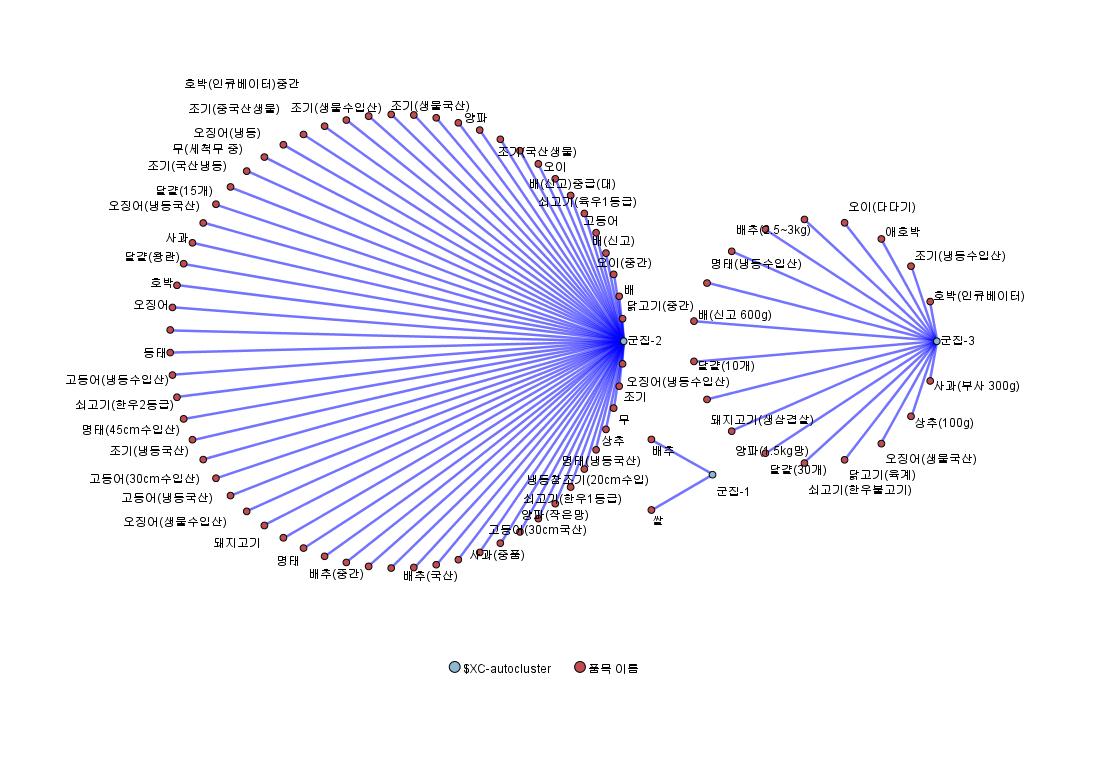 호박(인큐베이터)중간
조기(중국산생물)
조기(생물수입산)
조기(생물국산)
양파
오징어(냉동)
무(세척무 중)
조기(국산냉동)
조기(국산생물)
오이
달걀(15개)
배(신고)중급(대)
오징어(냉동국산)
쇠고기(육우1등급)
고등어
사과
배(신고)
달걀(왕란)
오이(중간)
호박
배
오징어
닭고기(중간)
군집-2
동태
고등어(냉동수입산)
오징어(냉동수입산)
쇠고기(한우2등급)
조기
명태(45cm수입산)
무
조기(냉동국산)
상추
명태(냉동국산)
고등어(30cm수입산)
냉동참조기(20cm수입)
고등어(냉동국산)
쇠고기(한우1등급)
오징어(생물수입산)
양파(작은망)
돼지고기
고등어(30cm국산)
명태
사과(중품)
배추(중간)
배추(국산)
오이(다다기)
배추(2.5~3kg)
애호박
명태(냉동수입산)
조기(냉동수입산)
호박(인큐베이터)
배(신고 600g)
군집-3
달걀(10개)
사과(부사 300g)
돼지고기(생삼겹살)
상추(100g)
양파(1.5kg망)
오징어(생물국산)
달걀(30개)
닭고기(육계)
쇠고기(한우불고기)
배추
군집-1
쌀
$XC-autocluster
품목 이름